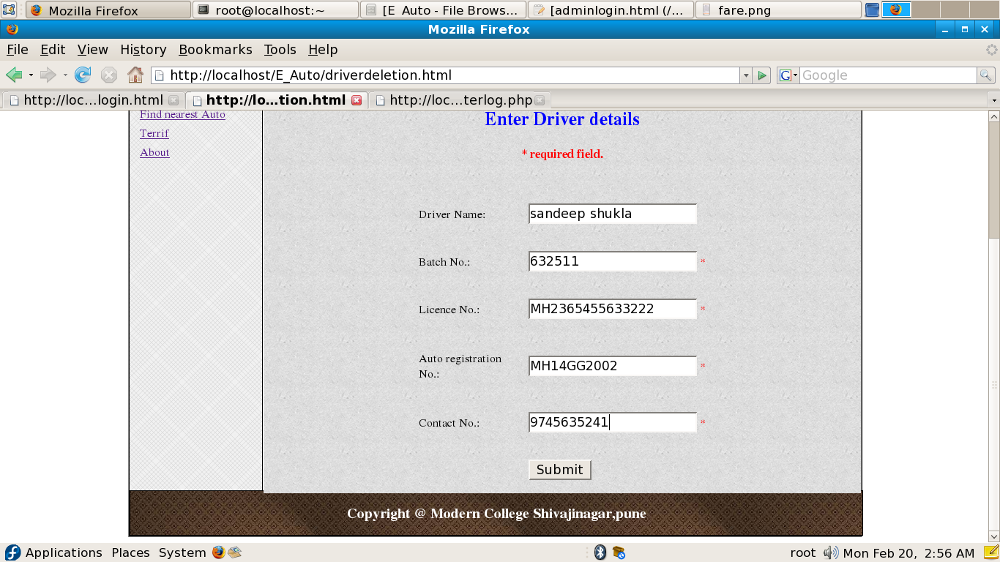 Mozilla Firefox
root@localhost:~
[E_Auto - File Brows...
[adminlogin.html (/...
fare.png
Mozilla Firefox
File Edit View History Bookmarks Tools Help
http://localhost/E_Auto/driverdeletion.html
G
Google
http://loc...login.html
http://lo...tion.html
http://loc...terlog.php
Find nearest Auto
Terrif
About
Enter Driver details
* required field.
Driver Name: sandeep shukla
Batch No.: 632511 *
Licence No.: MH2365455633222 *
Auto registration
No.: MH14GG2002 *
Contact No.: 9745635241 *
Submit
Copyright @ Modern College Shivajinagar,pune
Applications Places System
root Mon Feb 20, 2:56 AM